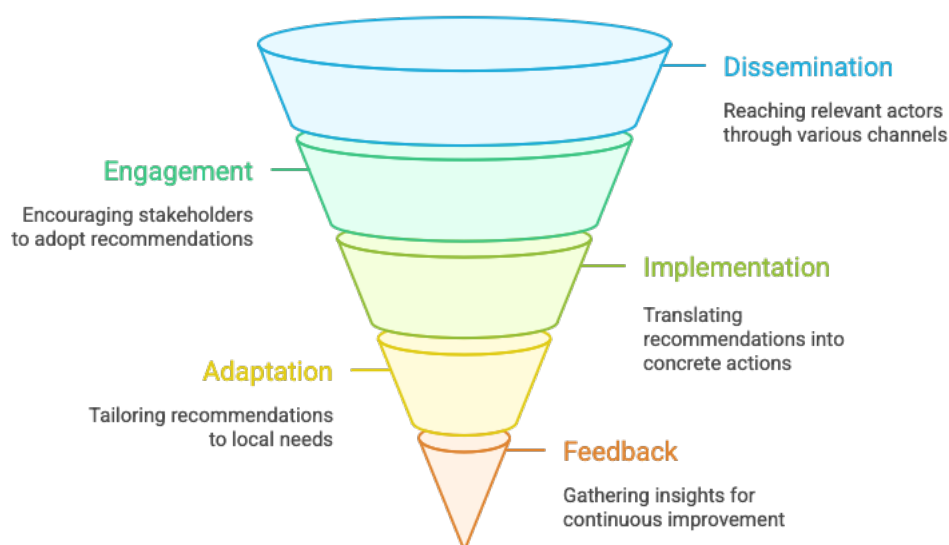 Dissemination
Reaching relevant actors
through various channels
Engagement
Encouraging stakeholders
to adopt recommendations
Implementation
Translating
recommendations into
concrete actions
Adaptation
Tailoring recommendations
to local needs
Feedback
Gathering insights for
continuous improvement